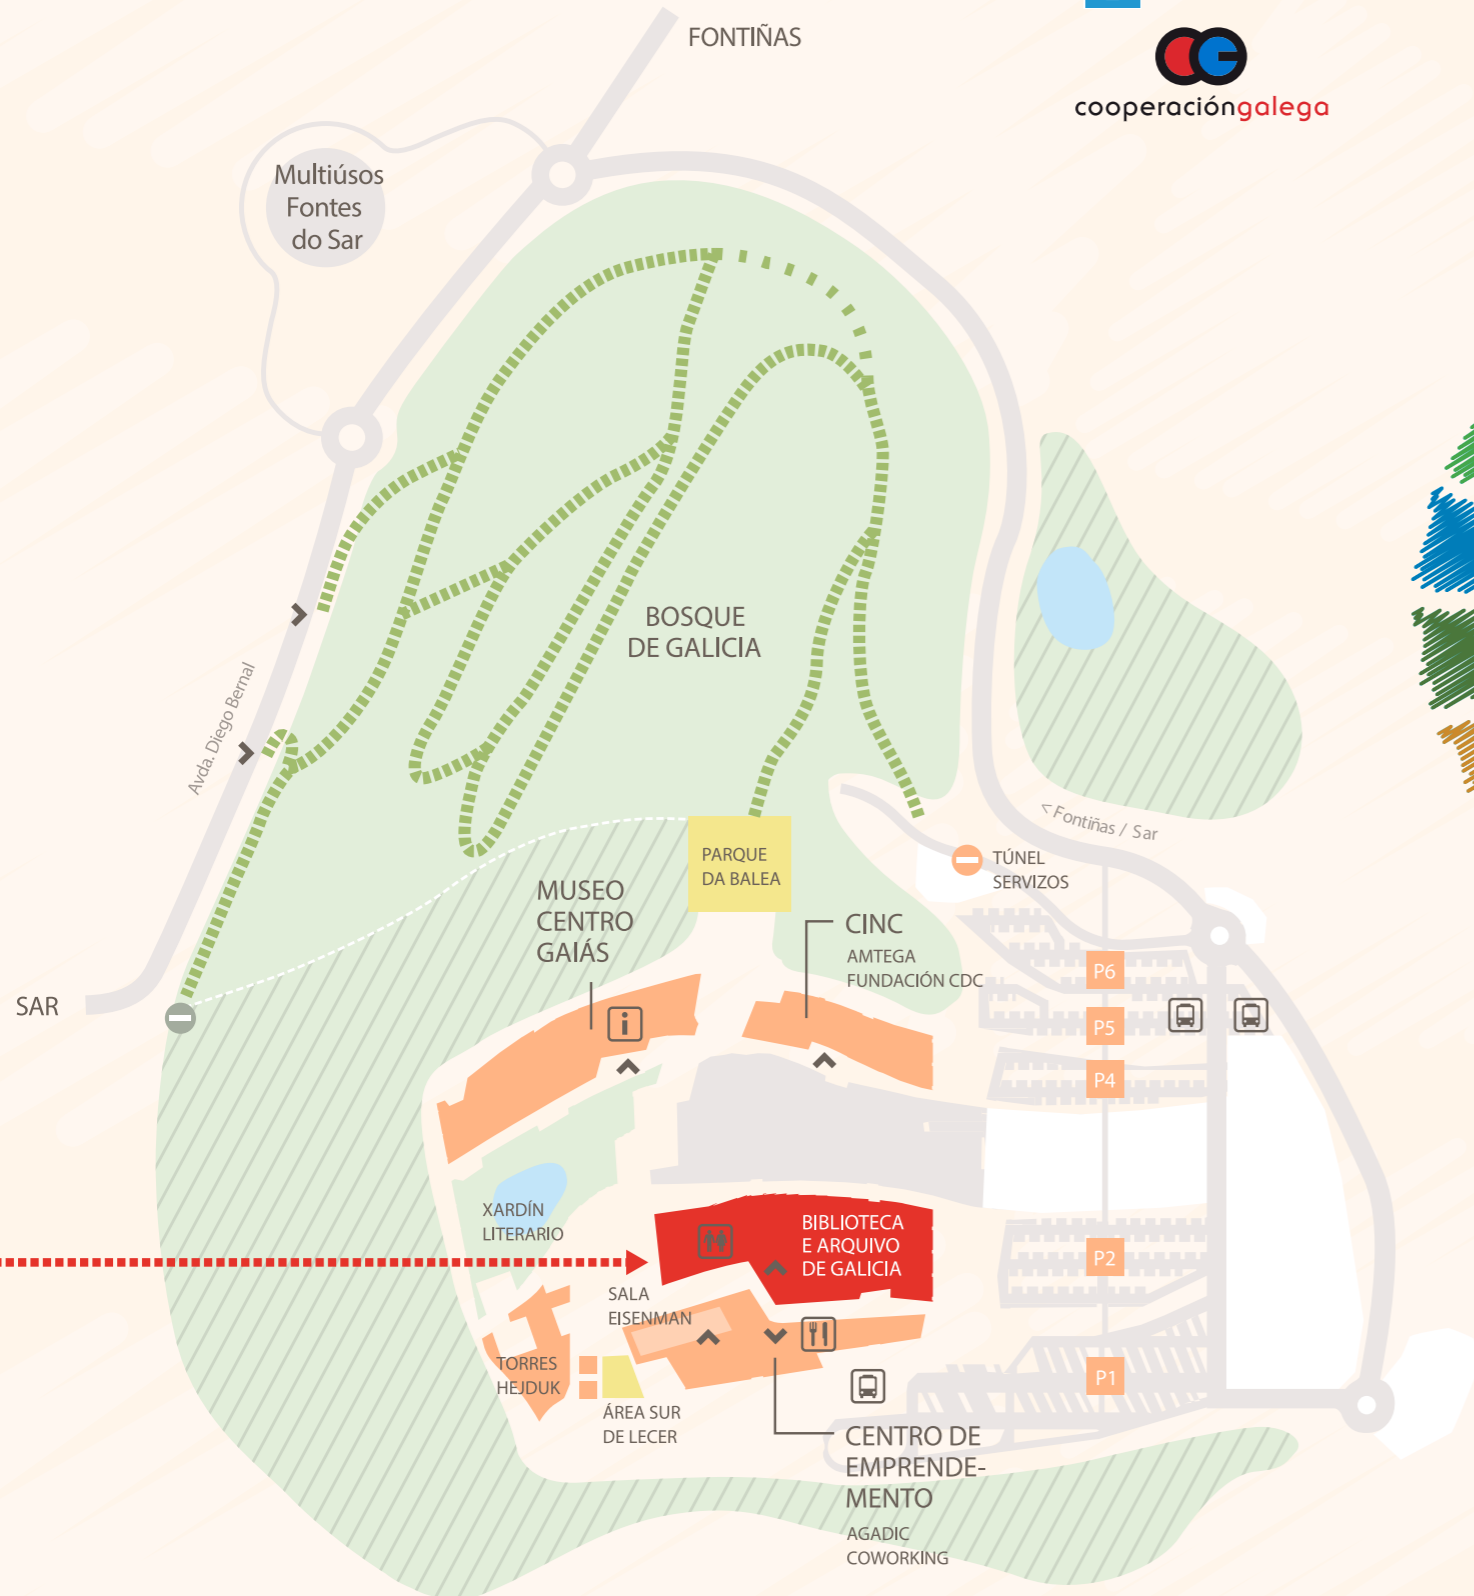 FONTIÑAS
cooperacióngalega
Multiúsos
Fontes
do Sar
BOSQUE
DE GALICIA
Avda. Diego Bernal
< Fontiñas / Sar
PARQUE
DA BALEA
TÚNEL
SERVIZOS
MUSEO
CENTRO
GAIÁS
CINC
AMTEGA
FUNDACIÓN CDC
SAR
P6
P5
P4
XARDÍN
LITERARIO
BIBLIOTECA
E ARQUIVO
DE GALICIA
P2
SALA
EISENMAN
TORRES
HEJDUK
P1
ÁREA SUR
DE LECER
CENTRO DE
EMPRENDE-
MENTO
AGADIC
COWORKING